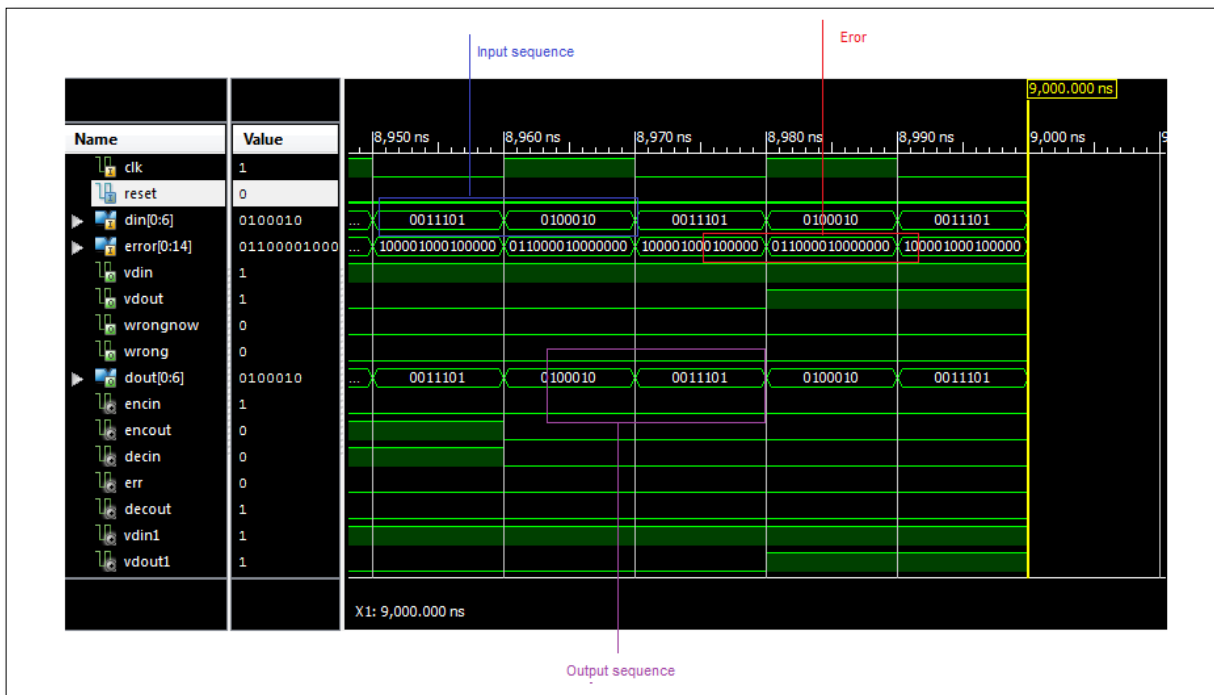 Eror
Input sequence
9,000.000 ns
Name Value 8,950 ns 8,960 ns 8,970 ns 8,980 ns 8,990 ns 9,000 ns 9
clk 1
reset 0
din[0:6] 0100010 ... 0011101 0100010 0011101 0100010 0011101
error[0:14] 01100001000 ... 100001000100000 01100001000​0000 100001000100000 011000010000000 100001000100000
vdin 1
vdout 1
wrongnow 0
wrong 0
dout[0:6] 0100010 ... 0011101 0100010 0011101 0100010 0011101
encin 1
encout 0
decin 0
err 0
decout 1
vdin1 1
vdout1 1
X1: 9,000.000 ns
Output sequence